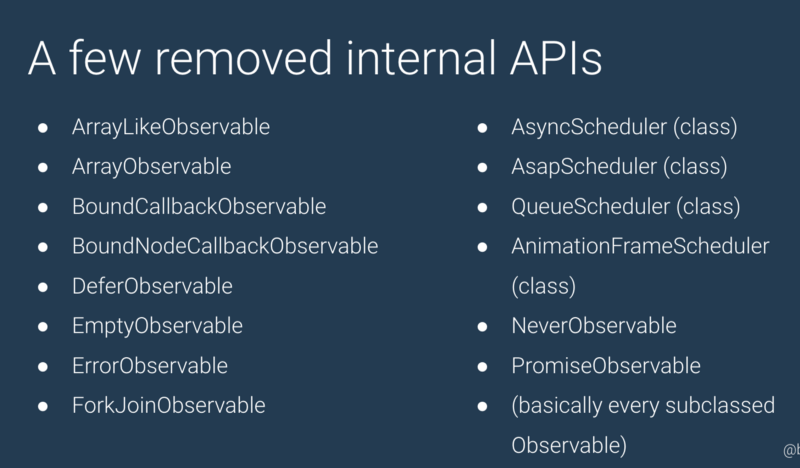 A few removed internal APIs
● ArrayLikeObservable
● ArrayObservable
● BoundCallbackObservable
● BoundNodeCallbackObservable
● DeferObservable
● EmptyObservable
● ErrorObservable
● ForkJoinObservable
● AsyncScheduler (class)
● AsapScheduler (class)
● QueueScheduler (class)
● AnimationFrameScheduler
(class)
● NeverObservable
● PromiseObservable
● (basically every subclassed
Observable)